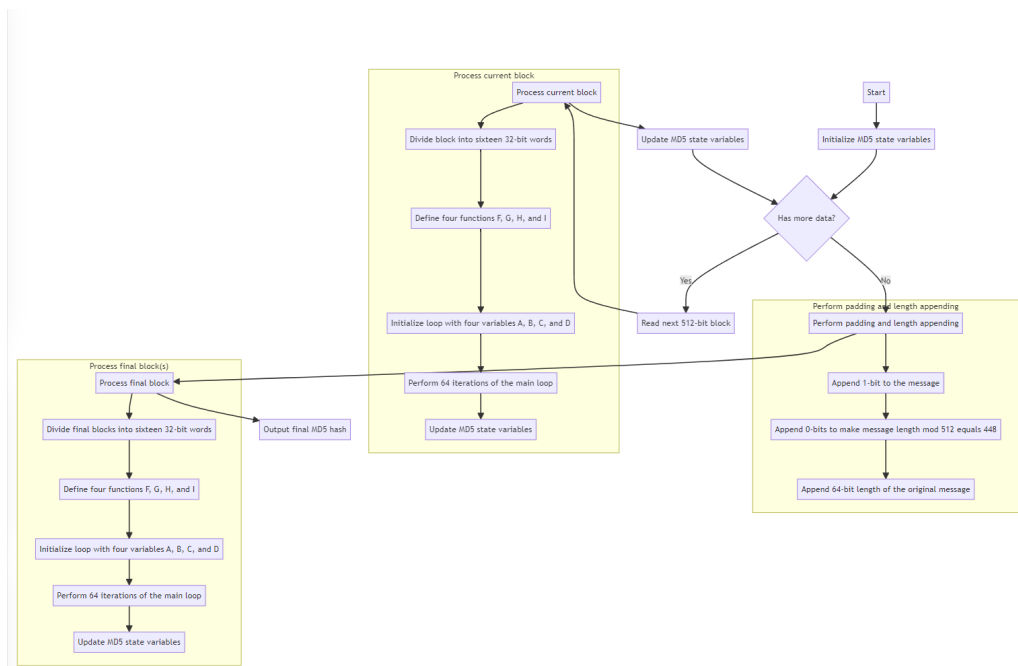 Process current block
Process current block
Start
Divide block into sixteen 32-bit words
Update MD5 state variables
Initialize MD5 state variables
Define four functions F, G, H, and I
Has more data?
Yes
No
Perform padding and length appending
Initialize loop with four variables A, B, C, and D
Read next 512-bit block
Perform padding and length appending
Process final block(s)
Process final block
Perform 64 iterations of the main loop
Append 1-bit to the message
Divide final blocks into sixteen 32-bit words
Output final MD5 hash
Update MD5 state variables
Append 0-bits to make message length mod 512 equals 448
Define four functions F, G, H, and I
Append 64-bit length of the original message
Initialize loop with four variables A, B, C, and D
Perform 64 iterations of the main loop
Update MD5 state variables